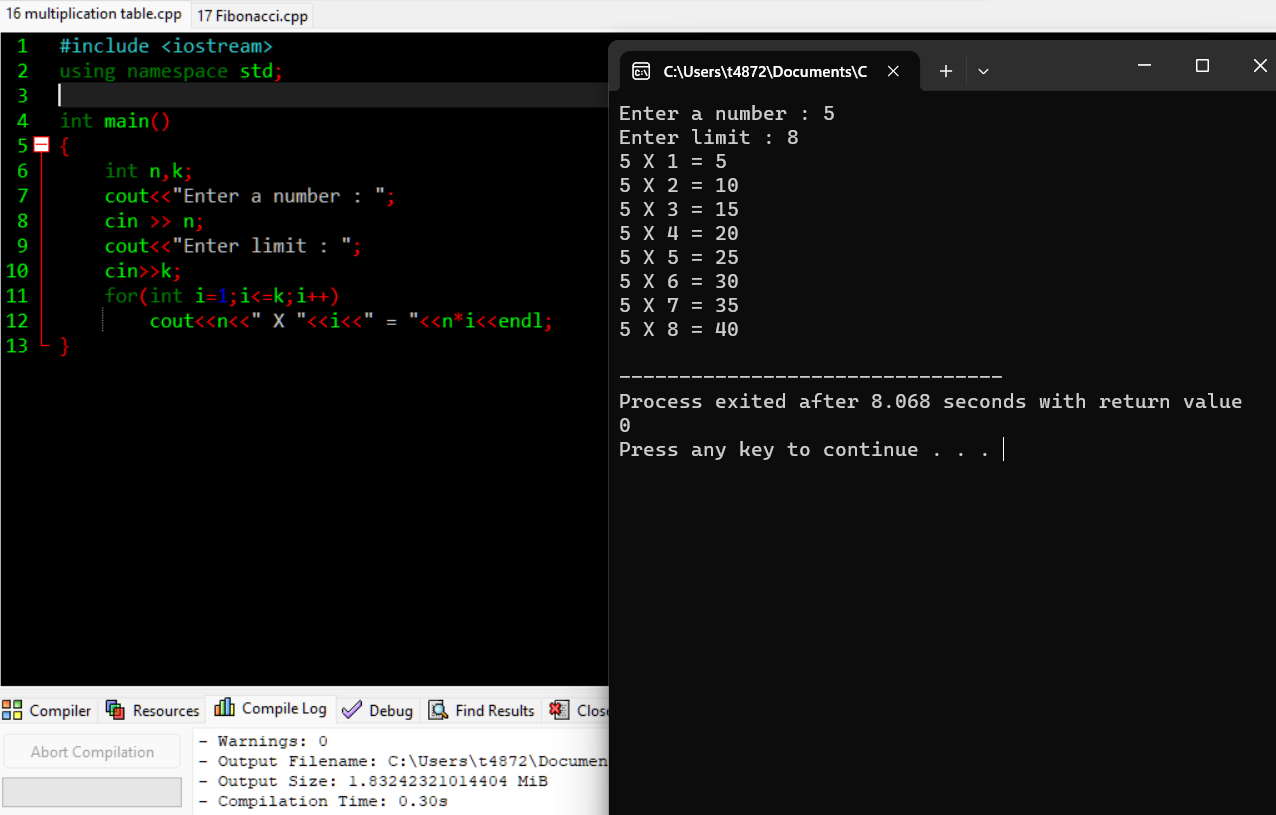 16 multiplication table.cpp
17 Fibonacci.cpp
1 #include <iostream>
2 using namespace std;
3
4 int main()
5 {
6 int n,k;
7 cout<<"Enter a number : ";
8 cin >> n;
9 cout<<"Enter limit : ";
10 cin>>k;
11 for(int i=1;i<=k;i++)
12 cout<<n<<" X "<<i<<" = "<<n*i<<endl;
13 }
C:\Users\t4872\Documents\C
Enter a number : 5
Enter limit : 8
5 X 1 = 5
5 X 2 = 10
5 X 3 = 15
5 X 4 = 20
5 X 5 = 25
5 X 6 = 30
5 X 7 = 35
5 X 8 = 40
--------------------------------
Process exited after 8.068 seconds with return value
0
Press any key to continue . . .
Compiler
Resources
Compile Log
Debug
Find Results
Close
Abort Compilation
- Warnings: 0
- Output Filename: C:\Users\t4872\Documen
- Output Size: 1.83242321014404 MiB
- Compilation Time: 0.30s